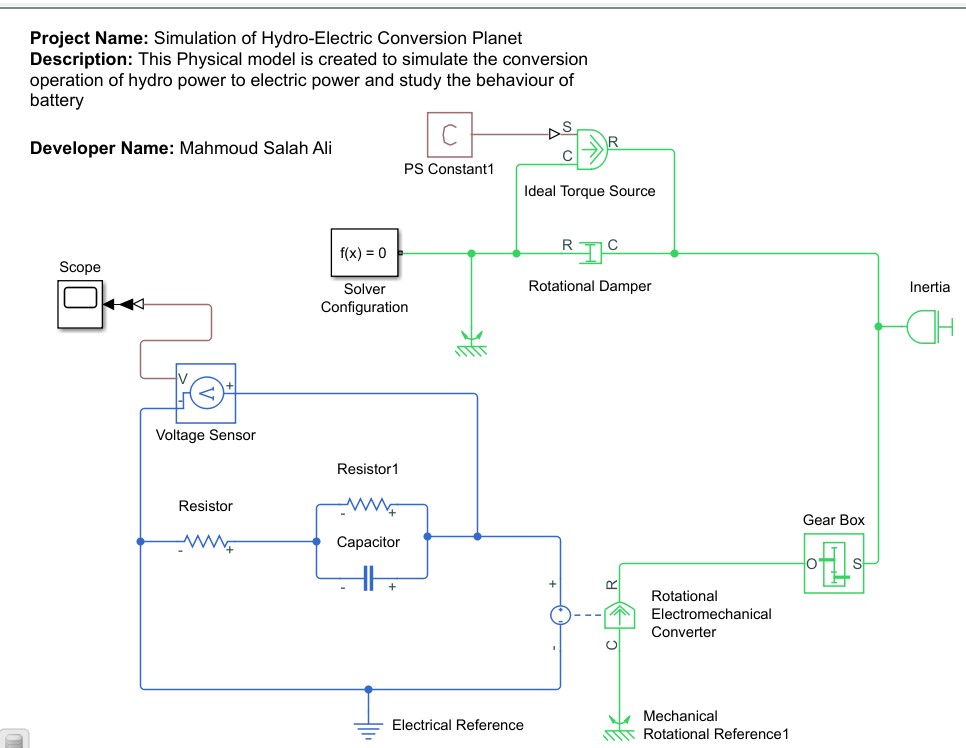 Project Name: Simulation of Hydro-Electric Conversion Planet
Description: This Physical model is created to simulate the conversion
operation of hydro power to electric power and study the behaviour of
battery
Developer Name: Mahmoud Salah Ali
C
PS Constant1
S
C
R
Ideal Torque Source
f(x) = 0
Solver
Configuration
R
C
Rotational Damper
Inertia
Scope
V
+
-
V
Voltage Sensor
Resistor
-
+
Resistor1
-
+
Capacitor
-
+
+
-
Gear Box
O
S
R
C
Rotational
Electromechanical
Converter
Electrical Reference
Mechanical
Rotational Reference1